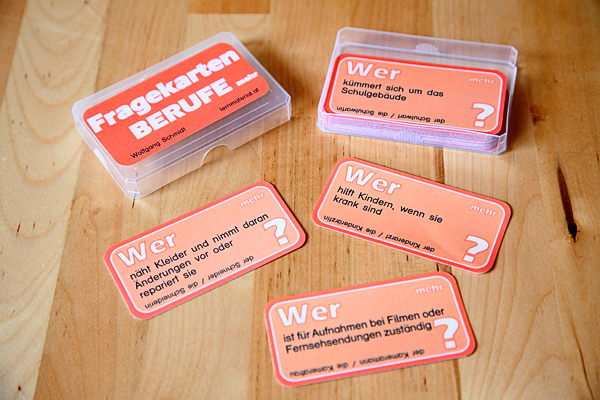 Fragekarten
BERUFE mehr
Wolfgang Schmidt
lernmaterial.at
Wer
mehr
kümmert sich um das
Schulgebäude
?
der Schulwart / die Schulwartin
Wer
mehr
hilft Kindern, wenn sie
krank sind
?
der Kinderarzt / die Kinderärztin
Wer
näht Kleider und nimmt daran
Änderungen vor oder
repariert sie
?
der Schneider / die Schneiderin
Wer
mehr
ist für Aufnahmen bei Filmen oder
Fernsehsendungen zuständig
?
der Kameramann / die Kamerafrau